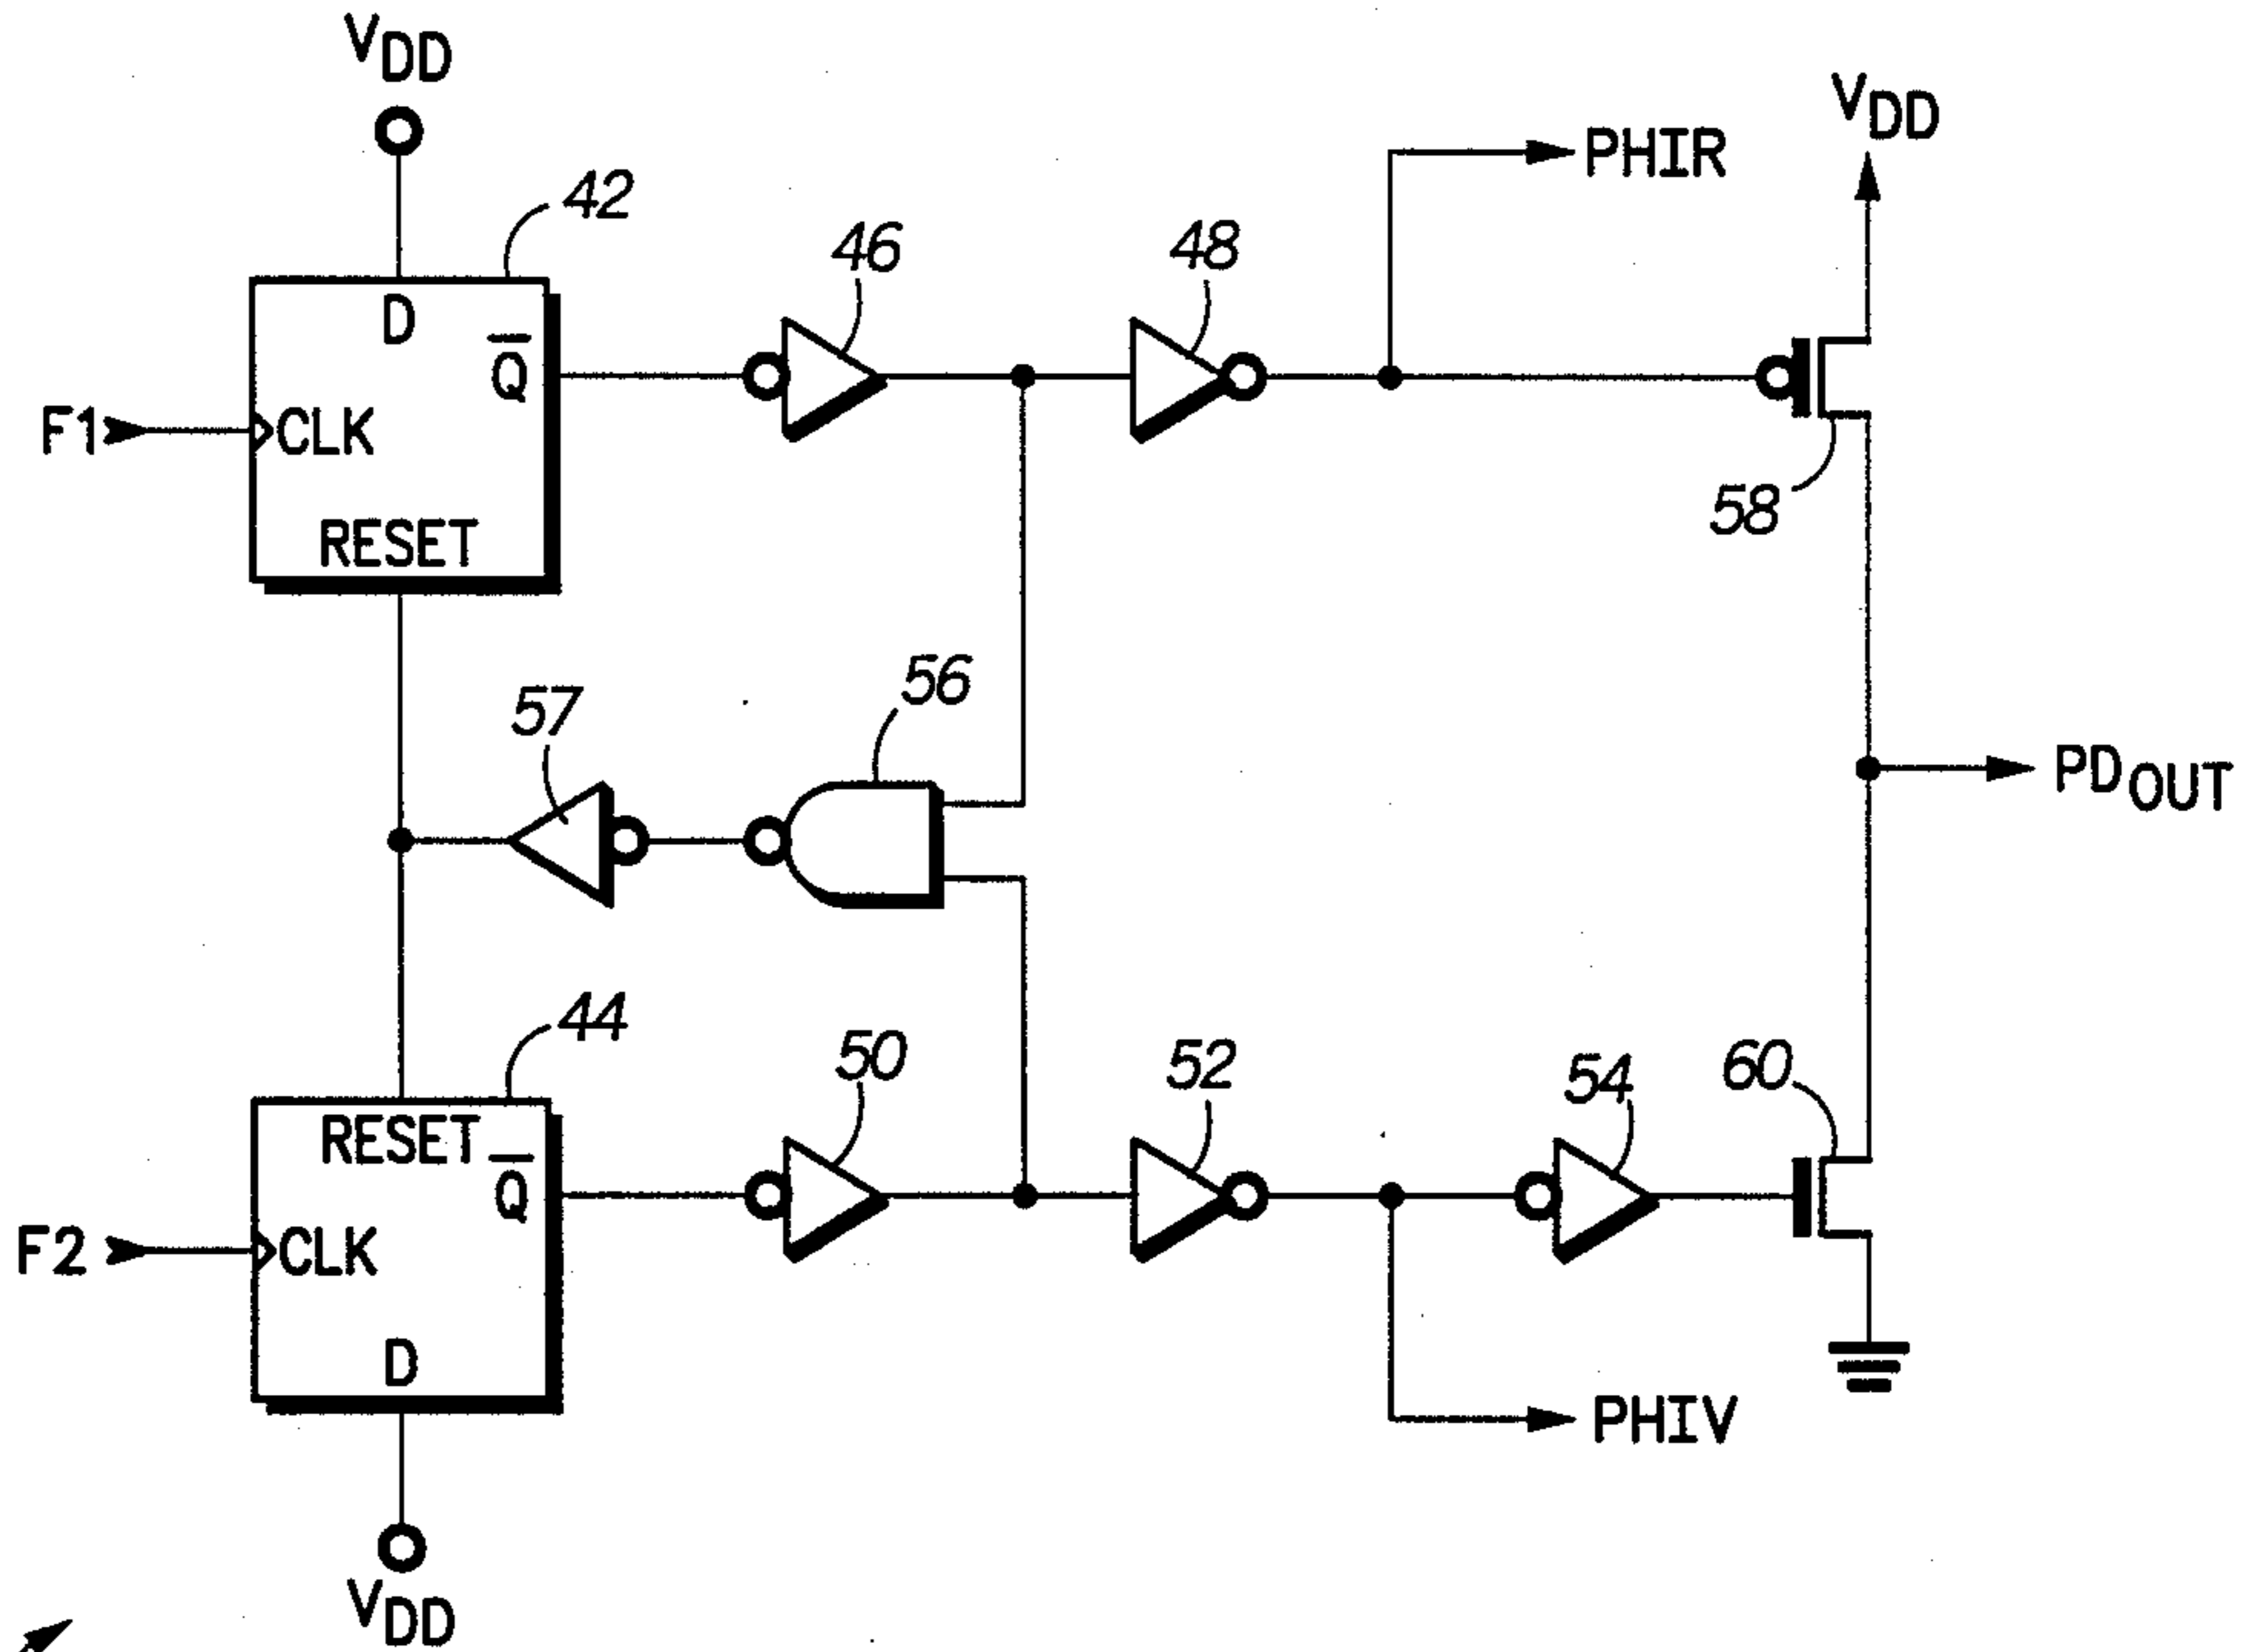 VDD
VDD
PHIR
42
46
48
D
Q̅
F1
CLK
RESET
58
56
57
PDOUT
44
50
52
54
60
RESET
Q̅
F2
CLK
D
PHIV
VDD